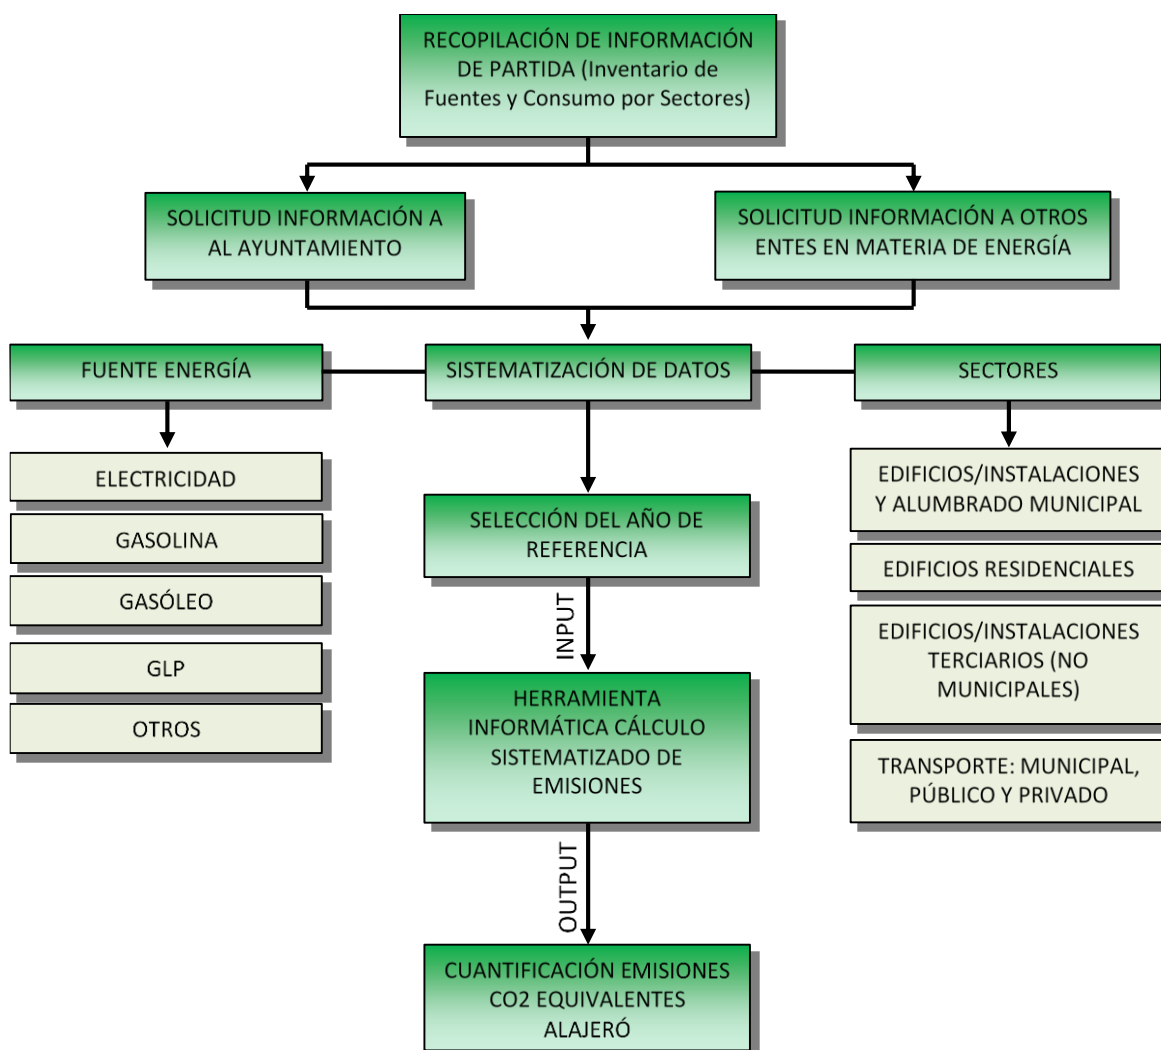 RECOPILACIÓN DE INFORMACIÓN
DE PARTIDA (Inventario de
Fuentes y Consumo por Sectores)
SOLICITUD INFORMACIÓN A
AL AYUNTAMIENTO
SOLICITUD INFORMACIÓN A OTROS
ENTES EN MATERIA DE ENERGÍA
FUENTE ENERGÍA
SISTEMATIZACIÓN DE DATOS
SECTORES
ELECTRICIDAD
GASOLINA
GASÓLEO
GLP
OTROS
SELECCIÓN DEL AÑO DE
REFERENCIA
INPUT
HERRAMIENTA
INFORMÁTICA CÁLCULO
SISTEMATIZADO DE
EMISIONES
OUTPUT
CUANTIFICACIÓN EMISIONES
CO2 EQUIVALENTES
ALAJERÓ
EDIFICIOS/INSTALACIONES
Y ALUMBRADO MUNICIPAL
EDIFICIOS RESIDENCIALES
EDIFICIOS/INSTALACIONES
TERCIARIOS (NO
MUNICIPALES)
TRANSPORTE: MUNICIPAL,
PÚBLICO Y PRIVADO